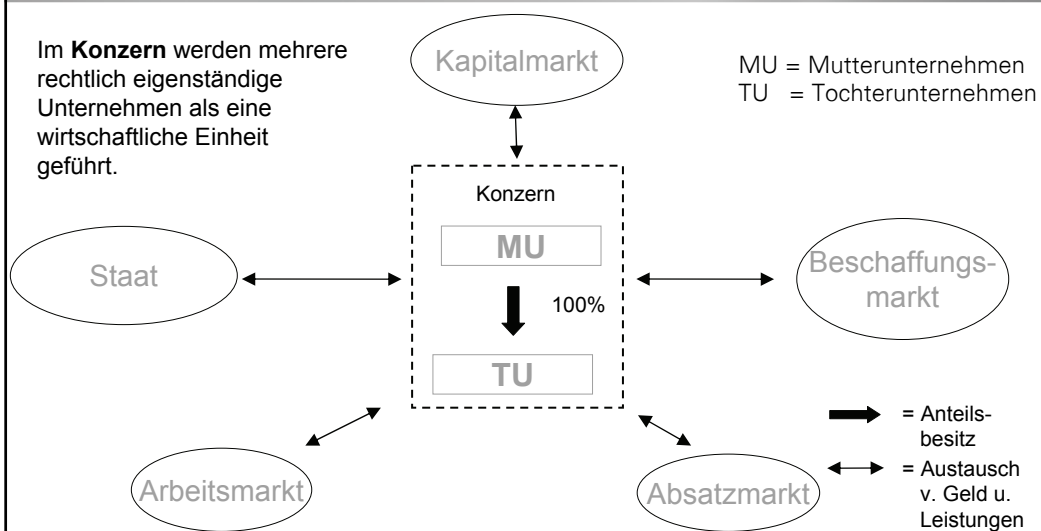 Im Konzern werden mehrere
rechtlich eigenständige
Unternehmen als eine
wirtschaftliche Einheit
geführt.
Kapitalmarkt
MU = Mutterunternehmen
TU = Tochterunternehmen
Konzern
MU
Staat
Beschaffungs-
markt
100%
TU
= Anteils-
besitz
Arbeitsmarkt
Absatzmarkt
= Austausch
v. Geld u.
Leistungen